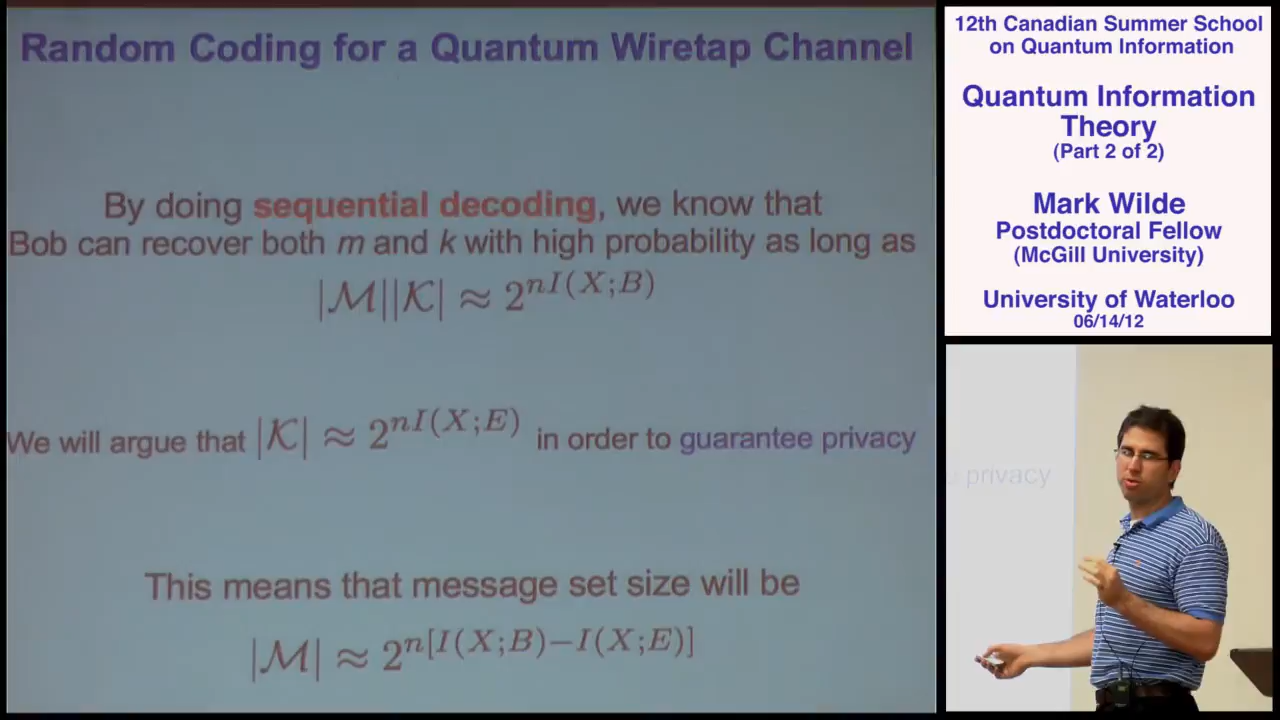 Random Coding for a Quantum Wiretap Channel
By doing sequential decoding, we know that
Bob can recover both m and k with high probability as long as
|𝓜||𝓚| ≈ 2^{nI(X;B)}
We will argue that |𝓚| ≈ 2^{nI(X;E)} in order to guarantee privacy
This means that message set size will be
|𝓜| ≈ 2^{n[I(X;B)−I(X;E)]}
12th Canadian Summer School
on Quantum Information
Quantum Information
Theory
(Part 2 of 2)
Mark Wilde
Postdoctoral Fellow
(McGill University)
University of Waterloo
06/14/12
privacy